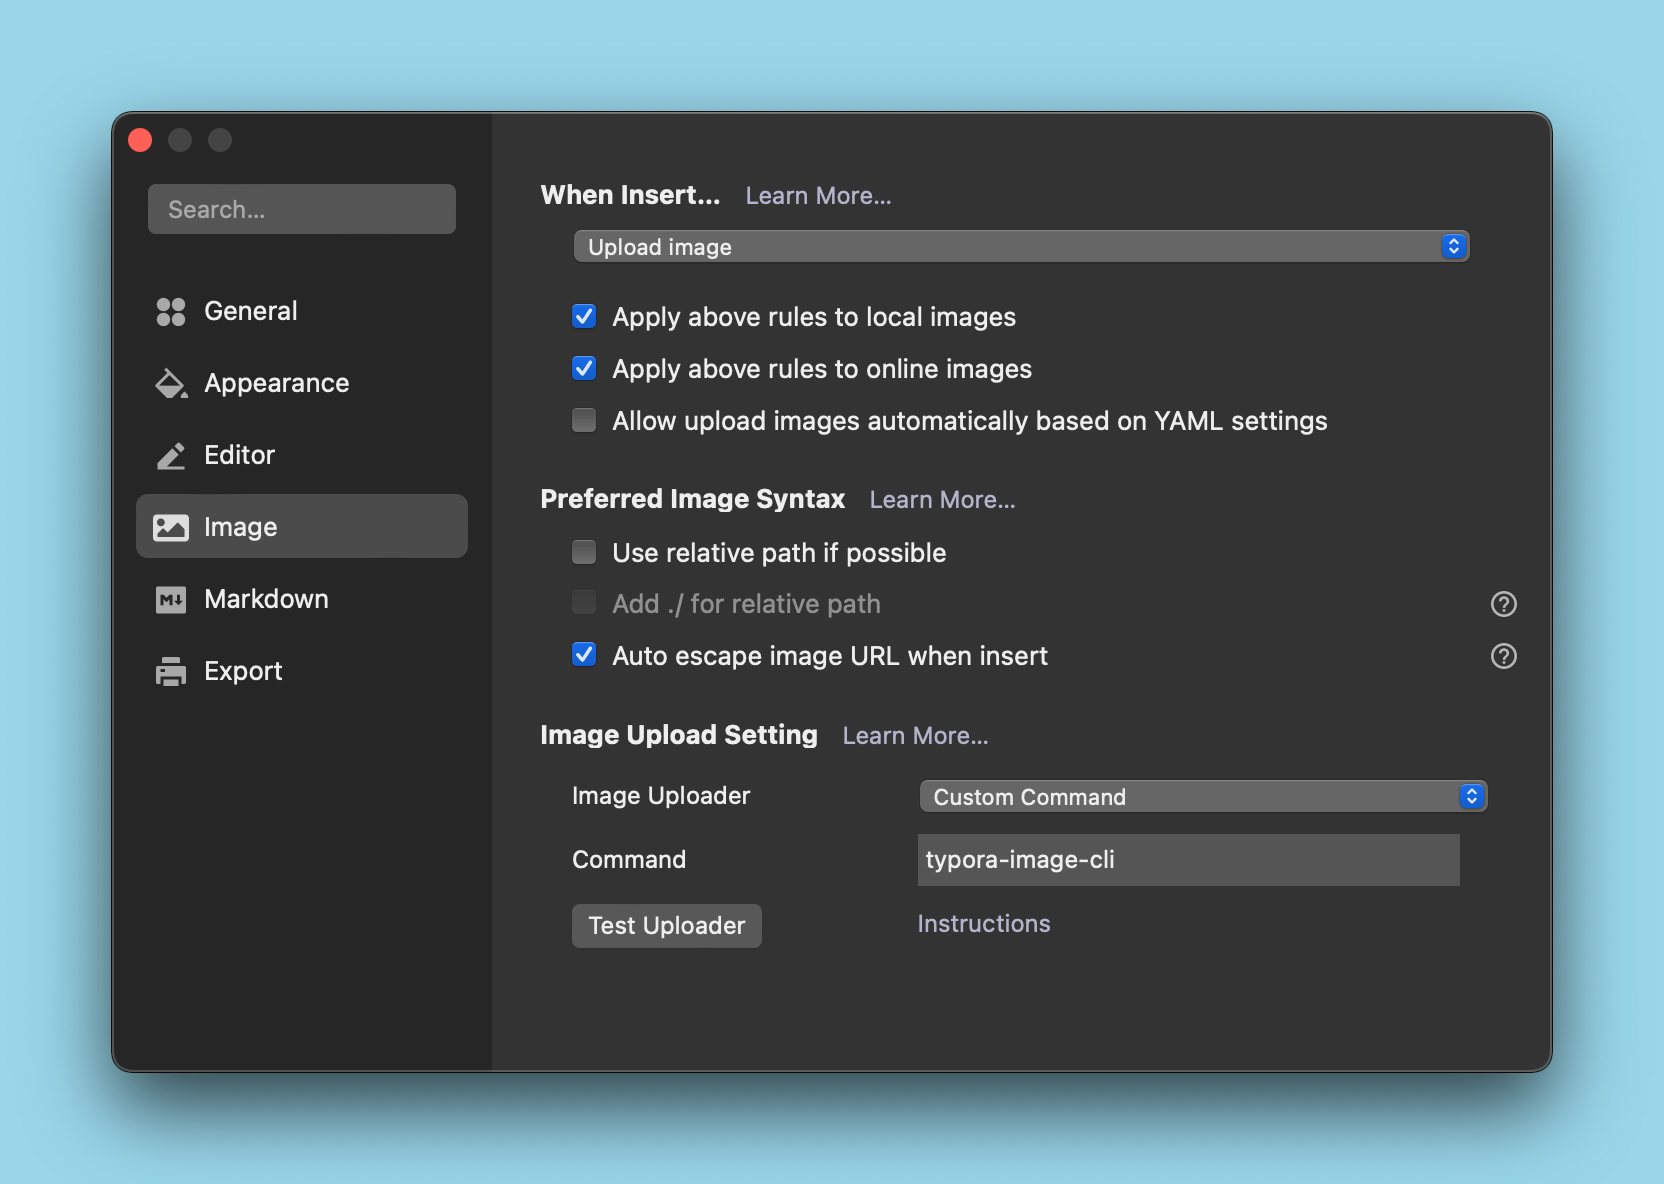 Search...
General
Appearance
Editor
Image
Markdown
Export
When Insert... Learn More...
Upload image
Apply above rules to local images
Apply above rules to online images
Allow upload images automatically based on YAML settings
Preferred Image Syntax Learn More...
Use relative path if possible
Add ./ for relative path
Auto escape image URL when insert
Image Upload Setting Learn More...
Image Uploader Custom Command
Command typora-image-cli
Test Uploader Instructions